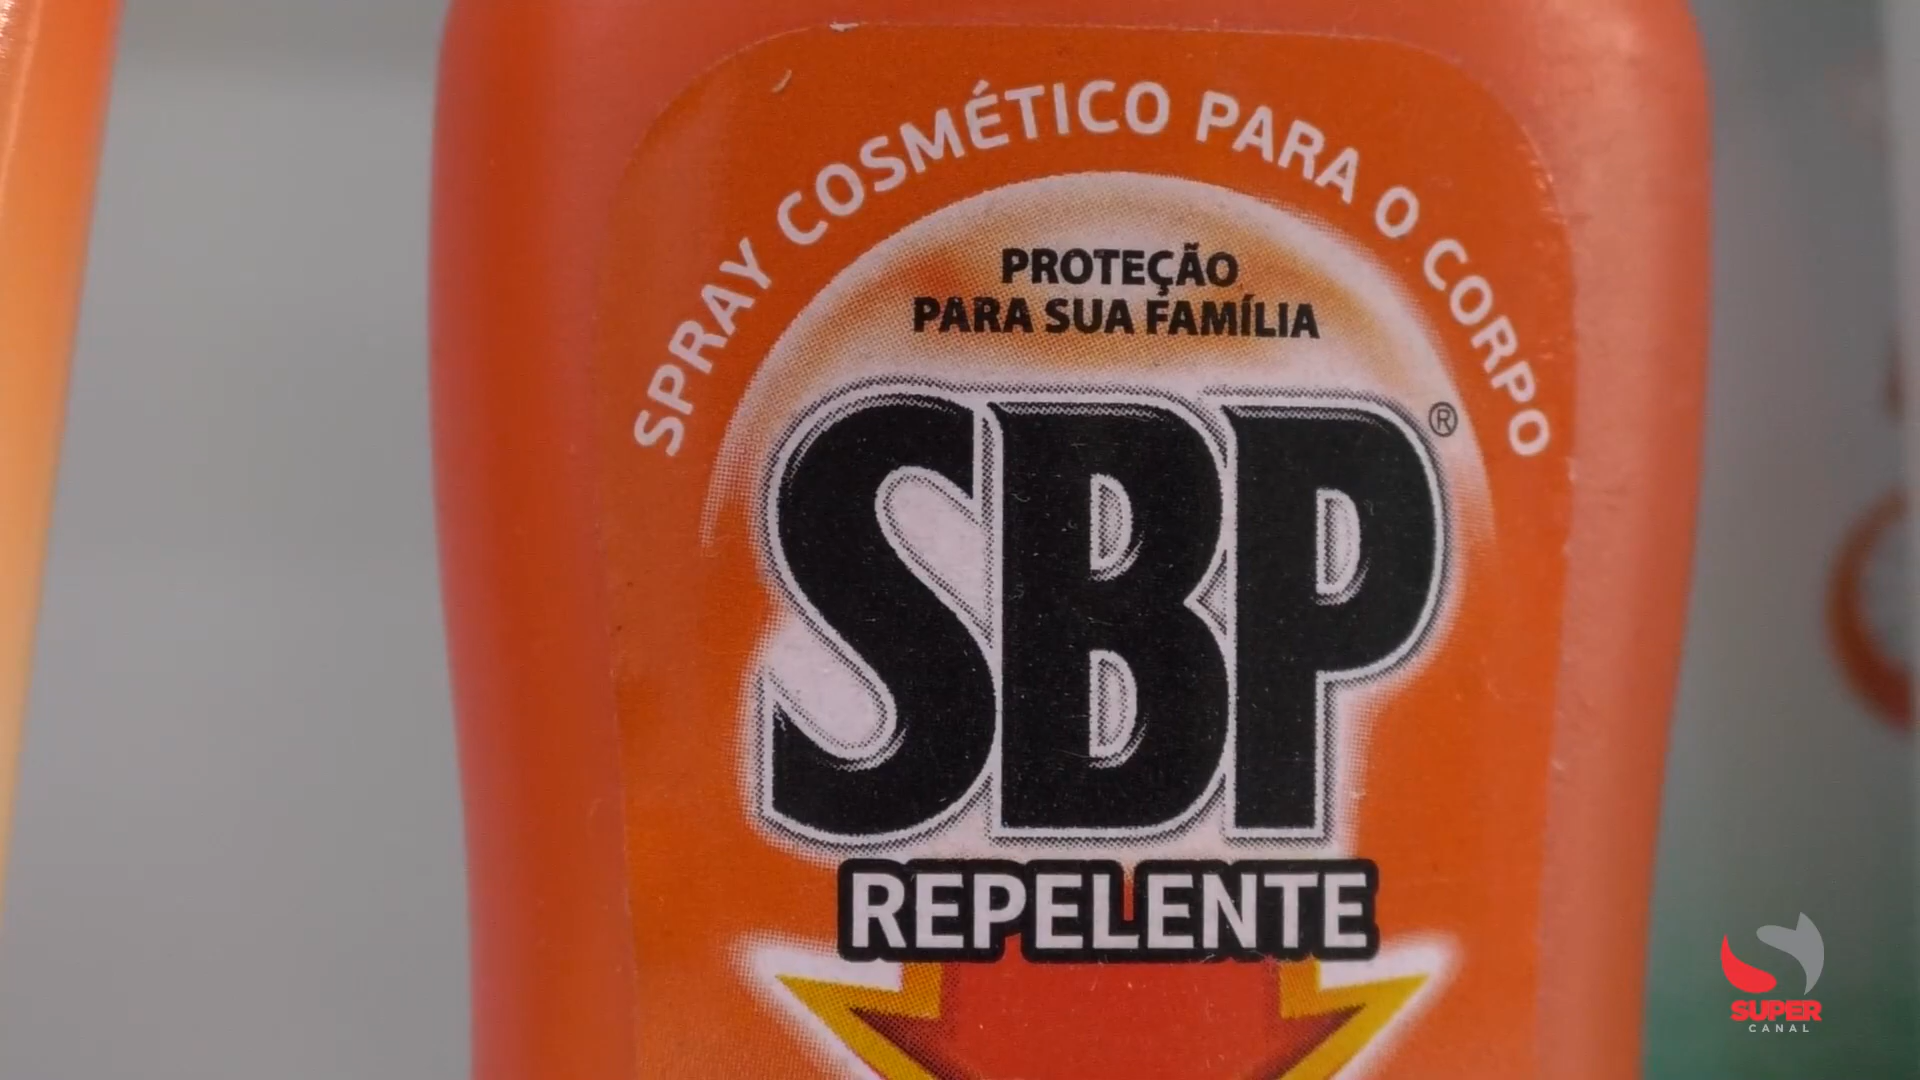 SPRAY COSMÉTICO PARA O CORPO
PROTEÇÃO
PARA SUA FAMÍLIA
SBP®
REPELENTE
SUPER
CANAL